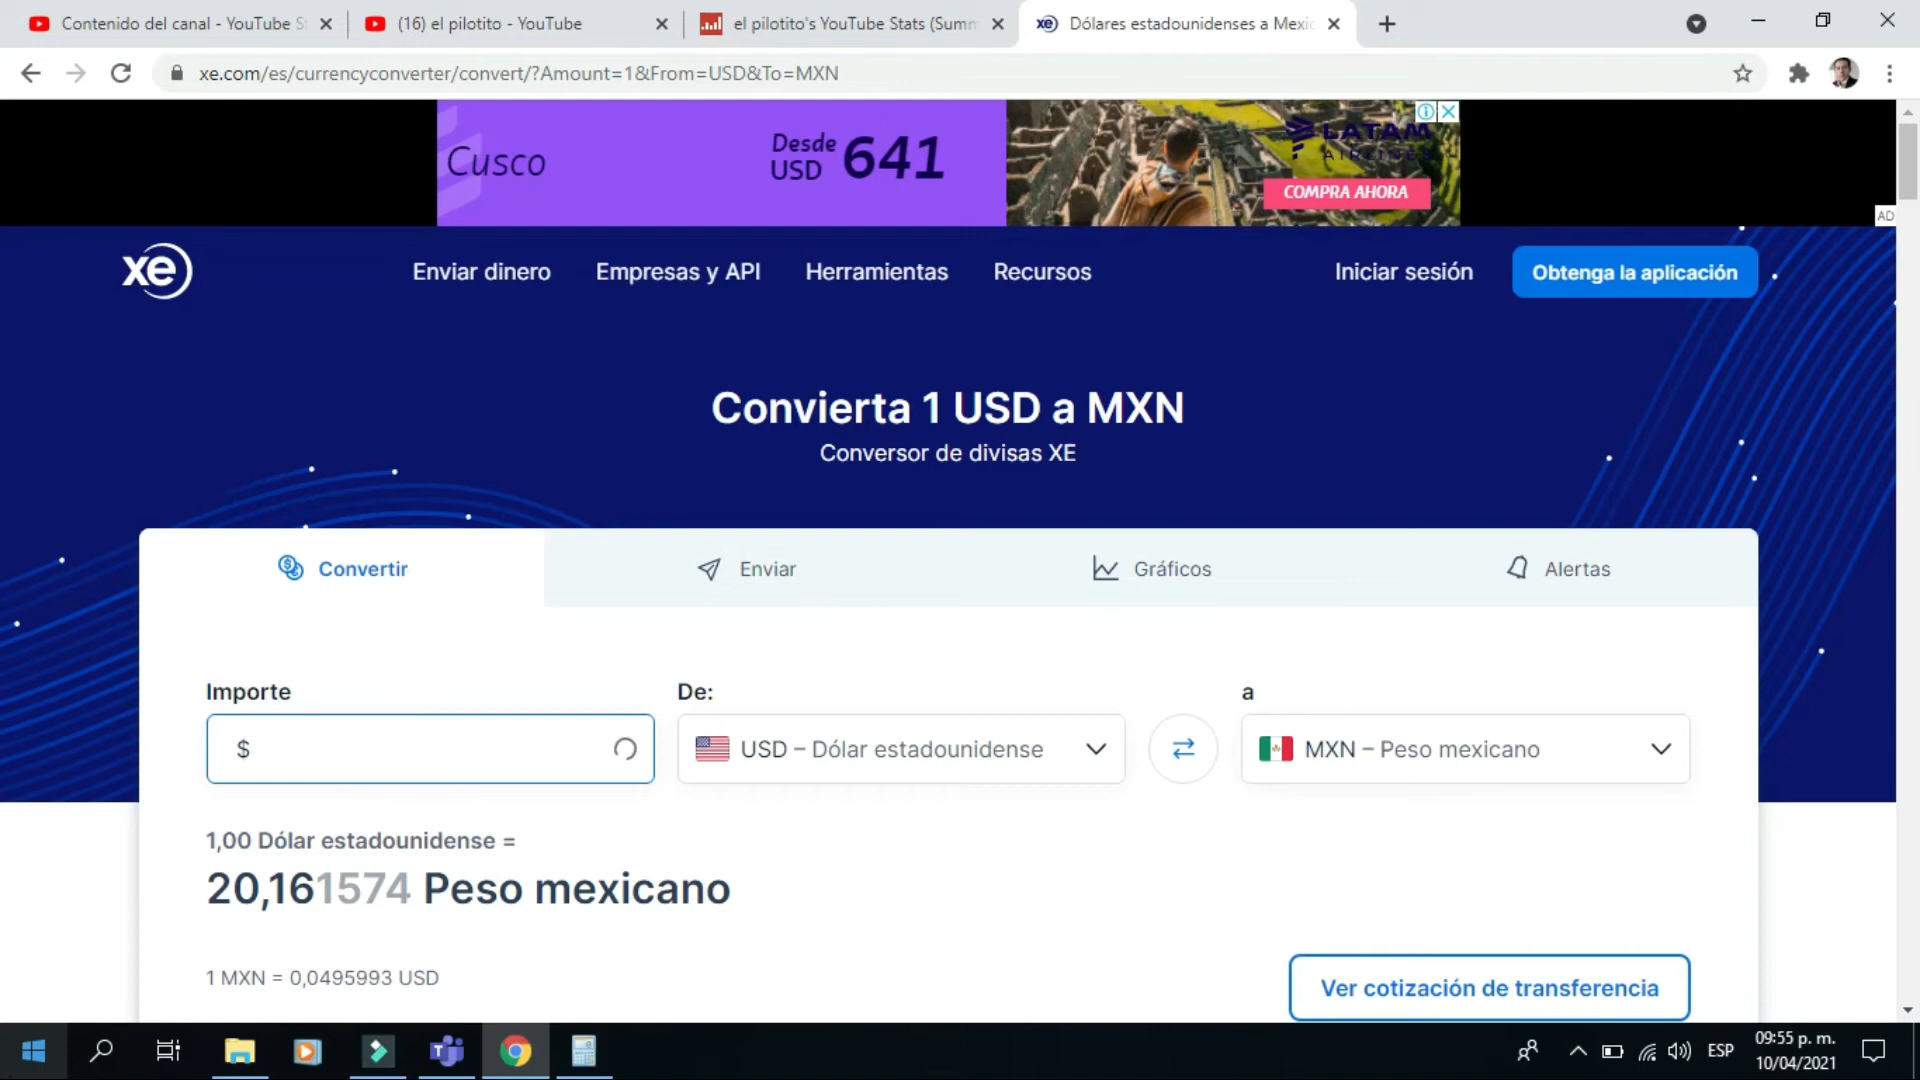 Contenido del canal - YouTube S
(16) el pilotito - YouTube
el pilotito's YouTube Stats (Summ
xe
Dólares estadounidenses a Mexic
xe.com/es/currencyconverter/convert/?Amount=1&From=USD&To=MXN
Cusco
Desde
USD 641
LATAM
AIRLINES
COMPRA AHORA
AD
xe
Enviar dinero
Empresas y API
Herramientas
Recursos
Iniciar sesión
Obtenga la aplicación
Convierta 1 USD a MXN
Conversor de divisas XE
Convertir
Enviar
Gráficos
Alertas
Importe
De:
a
$
USD – Dólar estadounidense
MXN – Peso mexicano
1,00 Dólar estadounidense =
20,161574 Peso mexicano
1 MXN = 0,0495993 USD
Ver cotización de transferencia
ESP
09:55 p. m.
10/04/2021